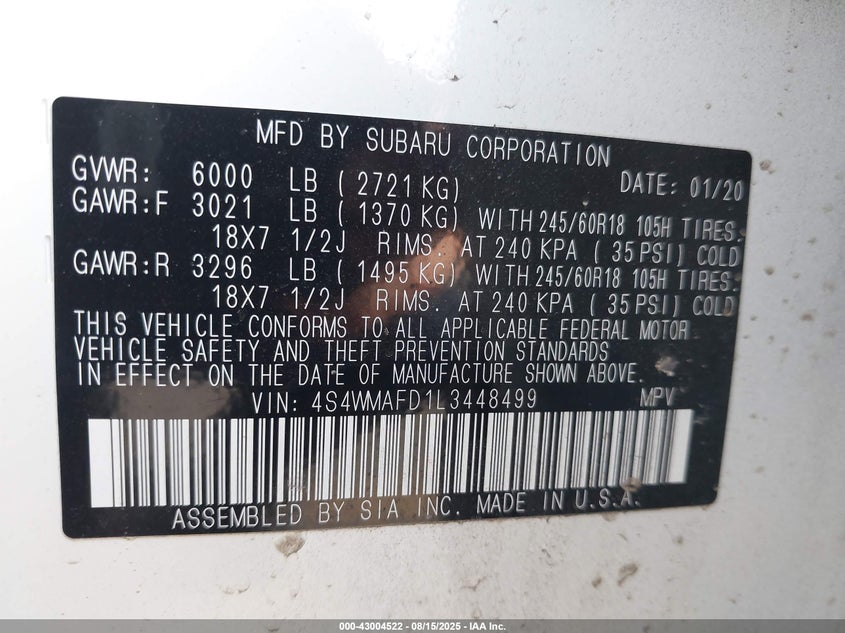 MFD BY SUBARU CORPORATION
GVWR: 6000 LB ( 2721 KG) DATE: 01/20
GAWR:F 3021 LB ( 1370 KG) WITH 245/60R18 105H TIRES.
18X7 1/2J RIMS. AT 240 KPA ( 35 PSI) COLD
GAWR:R 3296 LB ( 1495 KG) WITH 245/60R18 105H TIRES.
18X7 1/2J RIMS. AT 240 KPA ( 35 PSI) COLD
THIS VEHICLE CONFORMS TO ALL APPLICABLE FEDERAL MOTOR
VEHICLE SAFETY AND THEFT PREVENTION STANDARDS
IN EFFECT ON THE DATE OF MANUFACTURE SHOWN ABOVE.
VIN: 4S4WMAFD1L3448499 MPV
ASSEMBLED BY SIA INC. MADE IN U.S.A.
000-43004522 - 08/15/2025 - IAA Inc.